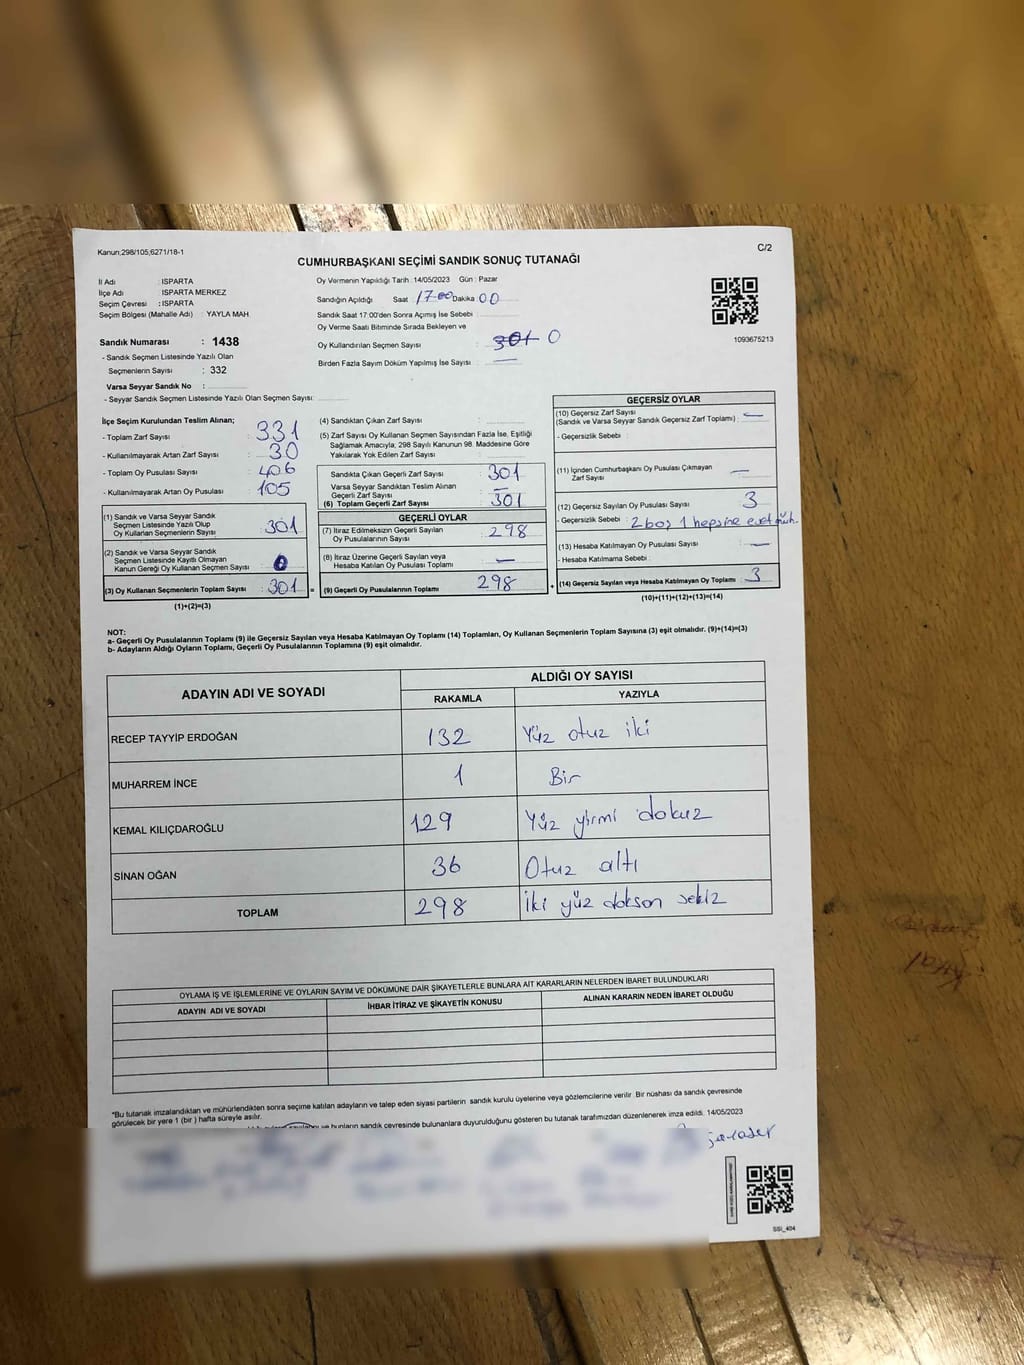 Kanun;298/105;6271/18-1
C/2
CUMHURBAŞKANI SEÇİMİ SANDIK SONUÇ TUTANAĞI
İl Adı : ISPARTA
İlçe Adı : ISPARTA MERKEZ
Seçim Çevresi : ISPARTA
Seçim Bölgesi (Mahalle Adı) : YAYLA MAH.
Sandık Numarası : 1438
- Sandık Seçmen Listesinde Yazılı Olan
Seçmenlerin Sayısı : 332
Varsa Seyyar Sandık No :
- Seyyar Sandık Seçmen Listesinde Yazılı Olan Seçmen Sayısı:
Oy Vermenin Yapıldığı Tarih :14/05/2023 Gün : Pazar
Sandığın Açıldığı Saat : 17 00 Dakika 00
Sandık Saat 17:00'den Sonra Açımış İse Sebebi :
Oy Verme Saati Bitiminde Sırada Bekleyen ve
Oy Kullandırılan Seçmen Sayısı : 301 0
Birden Fazla Sayım Döküm Yapılmış İse Sayısı : —
1093675213
İlçe Seçim Kurulundan Teslim Alınan;
- Toplam Zarf Sayısı : 331
- Kullanılmayarak Artan Zarf Sayısı : 30
- Toplam Oy Pusulası Sayısı : 406
- Kullanılmayarak Artan Oy Pusulası : 105
(1) Sandık ve Varsa Seyyar Sandık
Seçmen Listesinde Yazılı Olup
Oy Kullanan Seçmenlerin Sayısı : 301
(2) Sandık ve Varsa Seyyar Sandık
Seçmen Listesinde Kayıtlı Olmayan
Kanun Gereği Oy Kullanan Seçmen Sayısı : 0
(3) Oy Kullanan Seçmenlerin Toplam Sayısı : 301 =
(1)+(2)=(3)
(4) Sandıktan Çıkan Zarf Sayısı :
(5) Zarf Sayısı Oy Kullanan Seçmen Sayısından Fazla İse, Eşitliği
Sağlamak Amacıyla, 298 Sayılı Kanunun 98. Maddesine Göre
Yakılarak Yok Edilen Zarf Sayısı :
Sandıkta Çıkan Geçerli Zarf Sayısı : 301
Varsa Seyyar Sandıktan Teslim Alınan
Geçerli Zarf Sayısı : —
(6) Toplam Geçerli Zarf Sayısı : 301
GEÇERLİ OYLAR
(7) İtiraz Edilmeksizin Geçerli Sayılan
Oy Pusulalarının Sayısı : 298
(8) İtiraz Üzerine Geçerli Sayılan veya
Hesaba Katılan Oy Pusulası Toplamı : —
(9) Geçerli Oy Pusulalarının Toplamı : 298 +
GEÇERSİZ OYLAR
(10) Geçersiz Zarf Sayısı
(Sandık ve Varsa Seyyar Sandık Geçersiz Zarf Toplamı) : —
- Geçersizlik Sebebi :
(11) İçinden Cumhurbaşkanı Oy Pusulası Çıkmayan
Zarf Sayısı : —
(12) Geçersiz Sayılan Oy Pusulası Sayısı : 3
- Geçersizlik Sebebi : 2 boş 1 hepsine evet müh.
(13) Hesaba Katılmayan Oy Pusulası Sayısı : —
- Hesaba Katılmama Sebebi :
(14) Geçersiz Sayılan veya Hesaba Katılmayan Oy Toplamı : 3
(10)+(11)+(12)+(13)=(14)
NOT:
a- Geçerli Oy Pusulalarının Toplamı (9) ile Geçersiz Sayılan veya Hesaba Katılmayan Oy Toplamı (14) Toplamları, Oy Kullanan Seçmenlerin Toplam Sayısına (3) eşit olmalıdır. (9)+(14)=(3)
b- Adayların Aldığı Oyların Toplamı, Geçerli Oy Pusulalarının Toplamına (9) eşit olmalıdır.
ADAYIN ADI VE SOYADI
ALDIĞI OY SAYISI
RAKAMLA YAZIYLA
RECEP TAYYİP ERDOĞAN 132 Yüz otuz iki
MUHARREM İNCE 1 Bir
KEMAL KILIÇDAROĞLU 129 Yüz yirmi dokuz
SİNAN OĞAN 36 Otuz altı
TOPLAM 298 İki yüz dokson sekiz
OYLAMA İŞ VE İŞLEMLERİNE VE OYLARIN SAYIM VE DÖKÜMÜNE DAİR ŞİKAYETLERLE BUNLARA AİT KARARLARIN NELERDEN İBARET BULUNDUKLARI
ADAYIN ADI VE SOYADI İHBAR İTİRAZ VE ŞİKAYETİN KONUSU ALINAN KARARIN NEDEN İBARET OLDUĞU
*Bu tutanak imzalandıktan ve mühürlendikten sonra seçime katılan adayların ve talep eden siyasi partilerin sandık kurulu üyelerine veya gözlemcilerine verilir. Bir nüshası da sandık çevresinde
görülecek bir yere 1 (bir ) hafta süreyle asılır.
ve bunların sandık çevresinde bulunanlara duyurulduğunu gösteren bu tutanak tarafımızdan düzenlenerek imza edildi. 14/05/2023
SSI_404